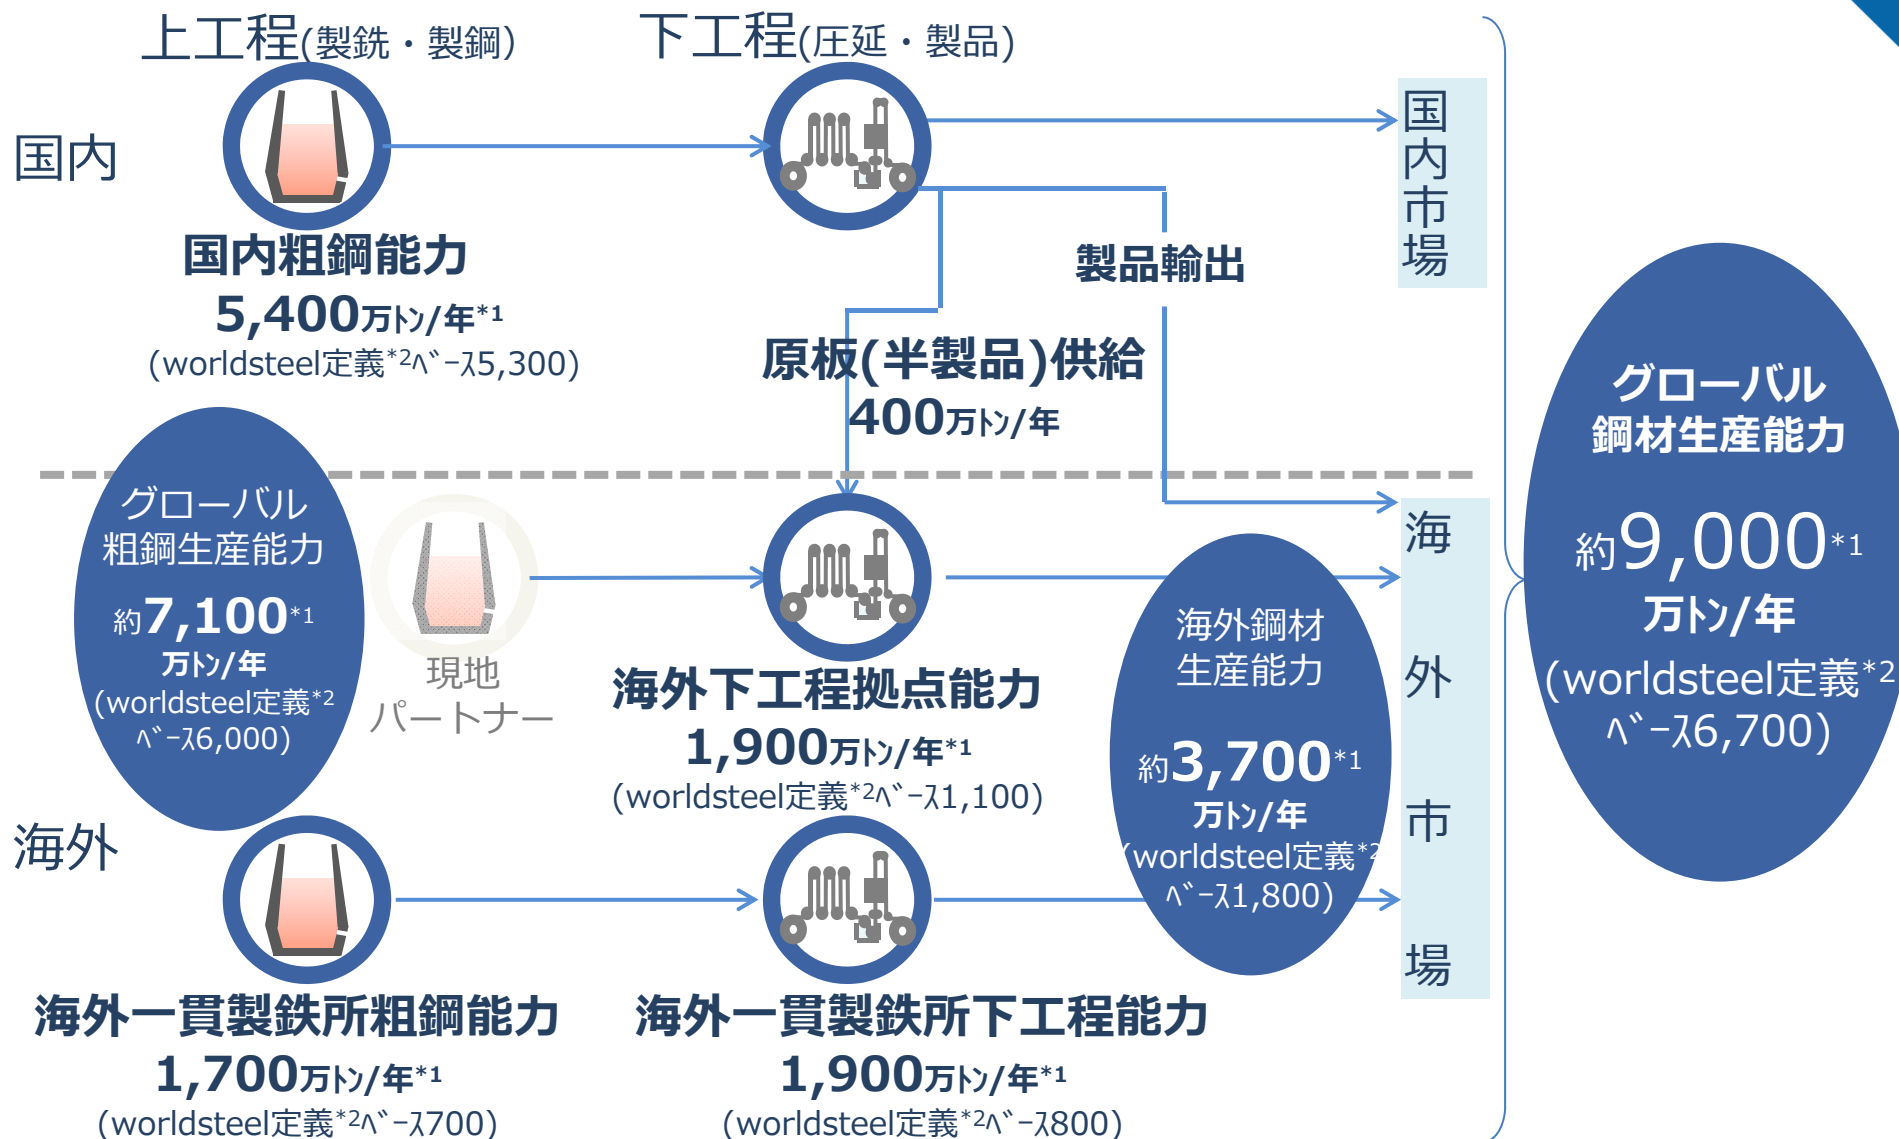 上工程(製銑・製鋼)
下工程(圧延・製品)
国内
国内市場
国内粗鋼能力
5,400万トン/年*1
(worldsteel定義*2ベース5,300)
製品輸出
原板(半製品)供給
400万トン/年
グローバル
鋼材生産能力
約9,000*1
万トン/年
(worldsteel定義*2
ベース6,700)
グローバル
粗鋼生産能力
約7,100*1
万トン/年
(worldsteel定義*2
ベース6,000)
現地
パートナー
海外下工程拠点能力
1,900万トン/年*1
(worldsteel定義*2ベース1,100)
海外鋼材
生産能力
約3,700*1
万トン/年
(worldsteel定義*2
ベース1,800)
海外市場
海外
海外一貫製鉄所粗鋼能力
1,700万トン/年*1
(worldsteel定義*2ベース700)
海外一貫製鉄所下工程能力
1,900万トン/年*1
(worldsteel定義*2ベース800)